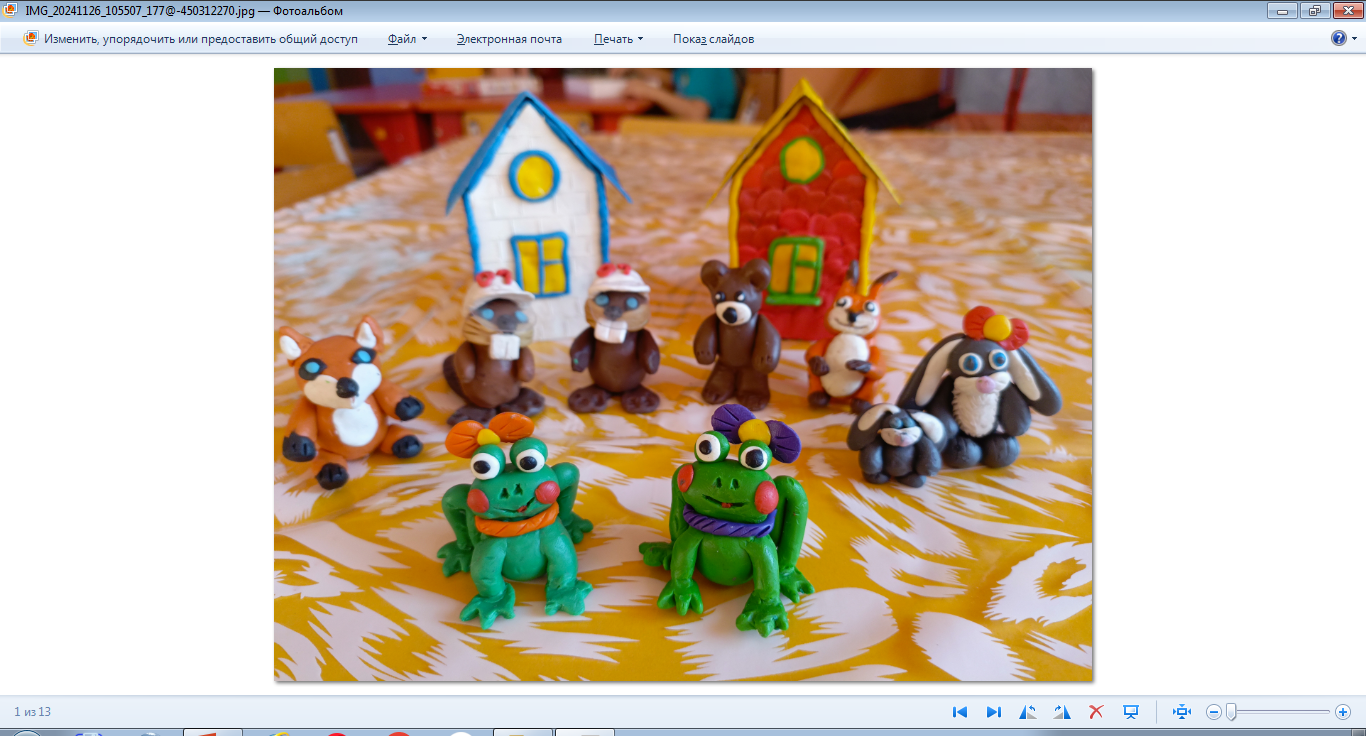 IMG_20241126_105507_177@-450312270.jpg — Фотоальбом
Изменить, упорядочить или предоставить общий доступ Файл Электронная почта Печать Показ слайдов
1 из 13